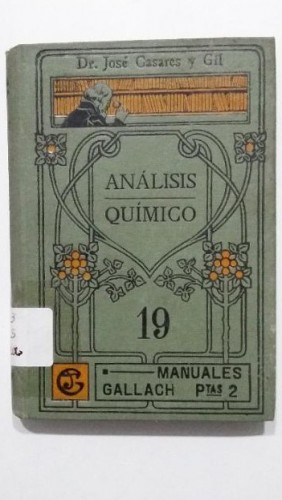 Dr. José Casares y Gil
ANÁLISIS
QUÍMICO
19
MANUALES
GALLACH PTAS 2